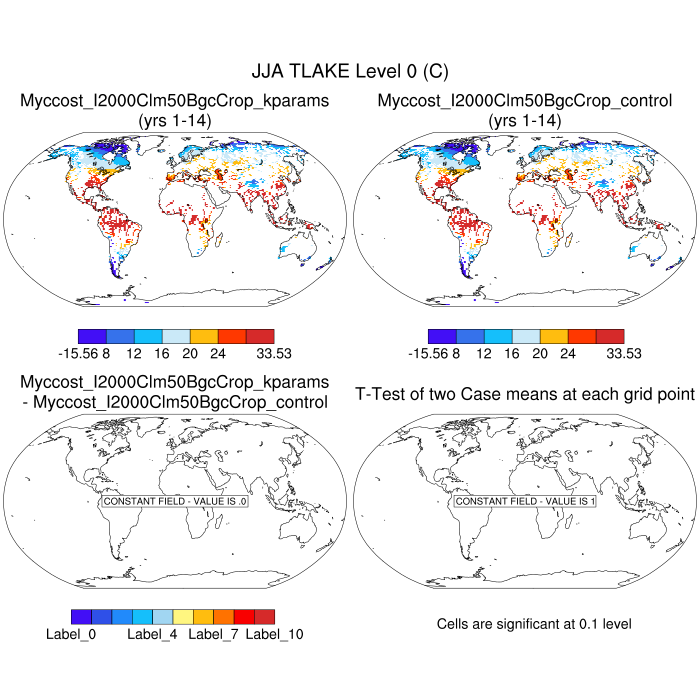 JJA TLAKE Level 0 (C)
Myccost_I2000Clm50BgcCrop_kparams
(yrs 1-14)
Myccost_I2000Clm50BgcCrop_control
(yrs 1-14)
-15.56 8 12 16 20 24 33.53
-15.56 8 12 16 20 24 33.53
Myccost_I2000Clm50BgcCrop_kparams
- Myccost_I2000Clm50BgcCrop_control
T-Test of two Case means at each grid point
CONSTANT FIELD - VALUE IS .0
CONSTANT FIELD - VALUE IS 1
Label_0 Label_4 Label_7 Label_10
Cells are significant at 0.1 level